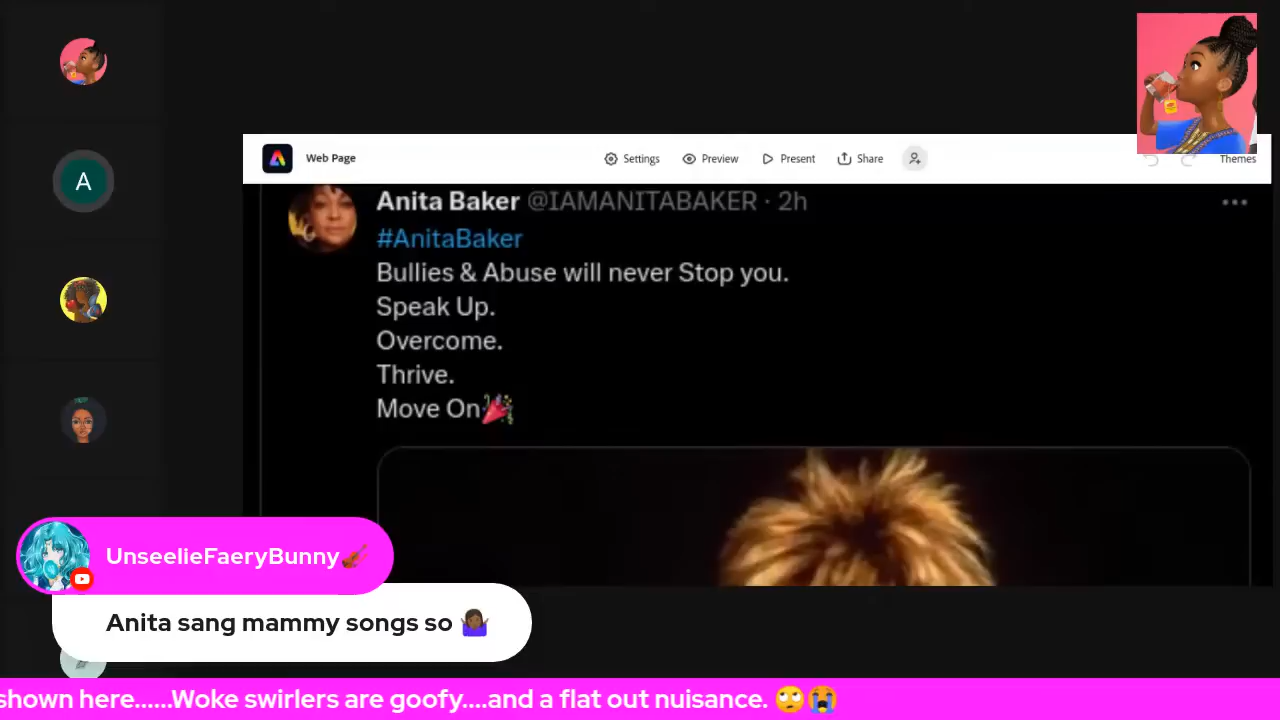 Web Page
Settings
Preview
Present
Share
Themes
Anita Baker @IAMANITABAKER · 2h
#AnitaBaker
Bullies & Abuse will never Stop you.
Speak Up.
Overcome.
Thrive.
Move On🎉
A
UnseelieFaeryBunny🎻
Anita sang mammy songs so 🤷🏾‍♀️
shown here......Woke swirlers are goofy....and a flat out nuisance. 🙄😭